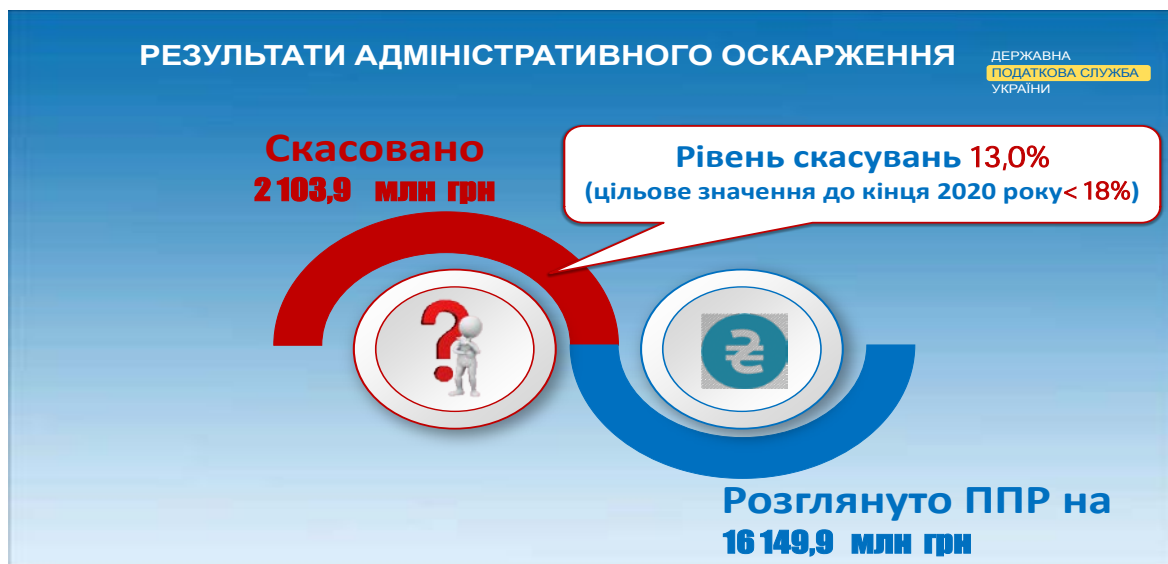 РЕЗУЛЬТАТИ АДМІНІСТРАТИВНОГО ОСКАРЖЕННЯ
ДЕРЖАВНА
ПОДАТКОВА СЛУЖБА
УКРАЇНИ
Скасовано
2 103,9 млн грн
Рівень скасувань 13,0%
(цільове значення до кінця 2020 року< 18%)
Розглянуто ППР на
16 149,9 млн грн